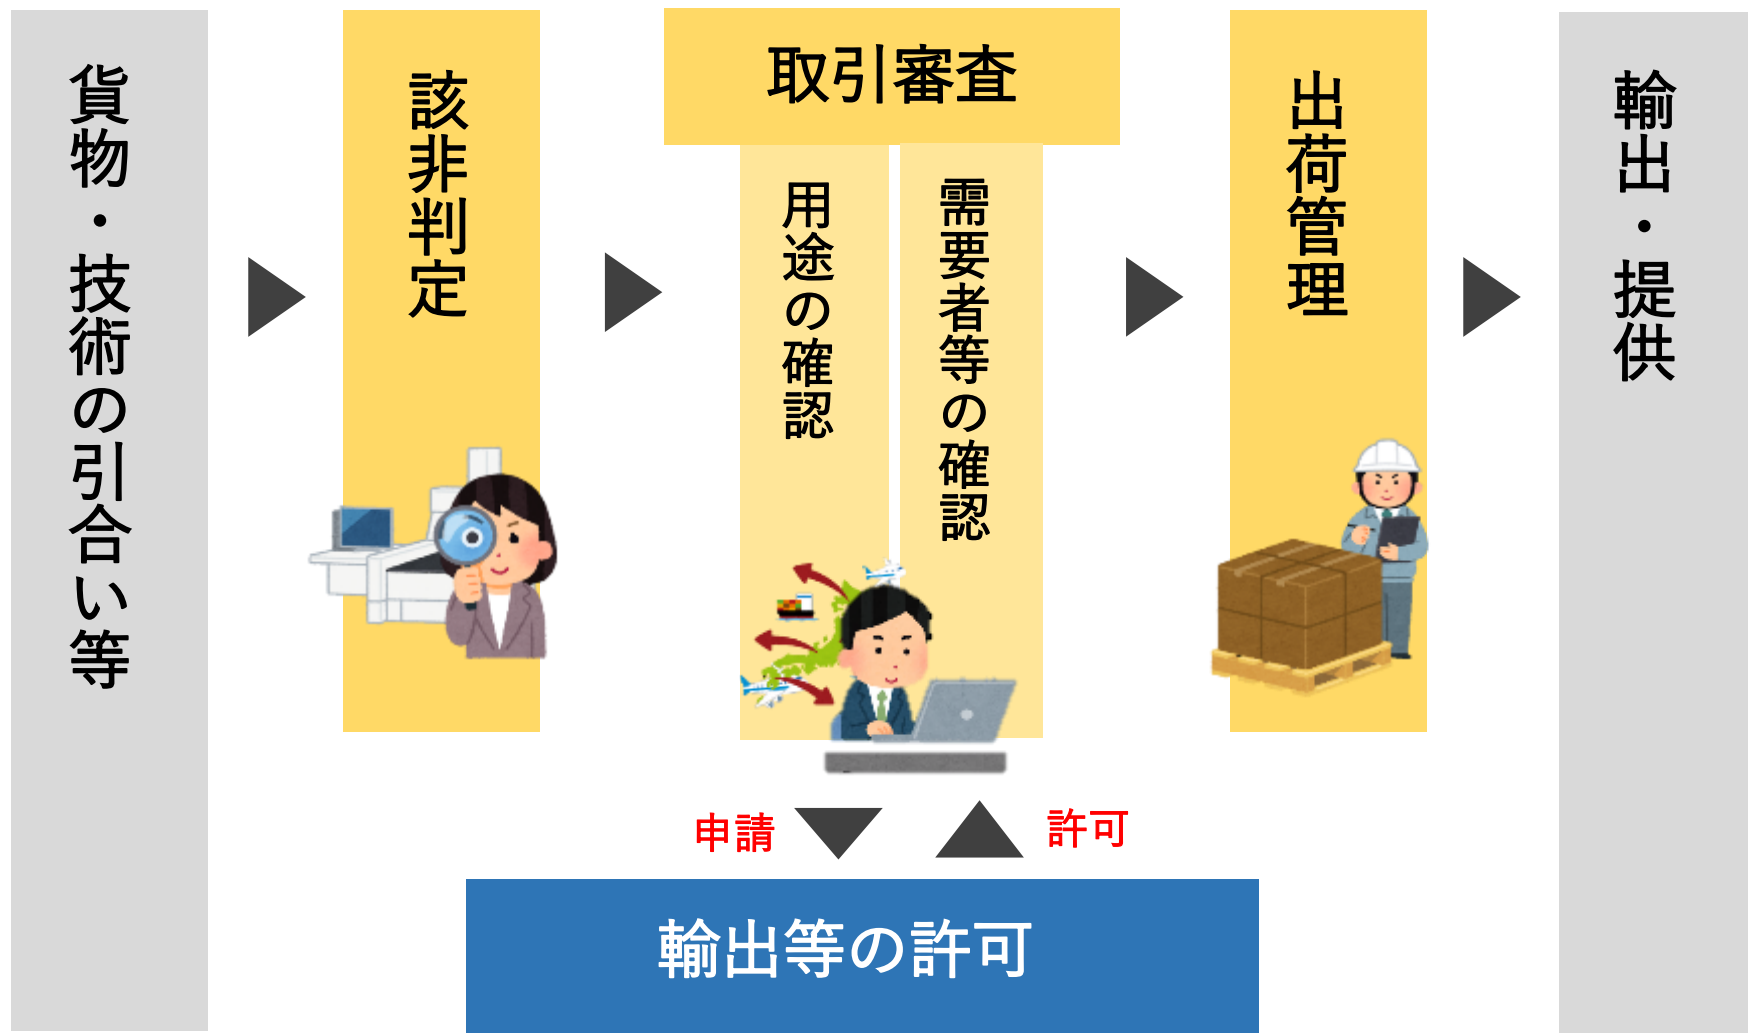 貨物・技術の引合い等
該非判定
取引審査
用途の確認
需要者等の確認
出荷管理
輸出・提供
申請
許可
輸出等の許可